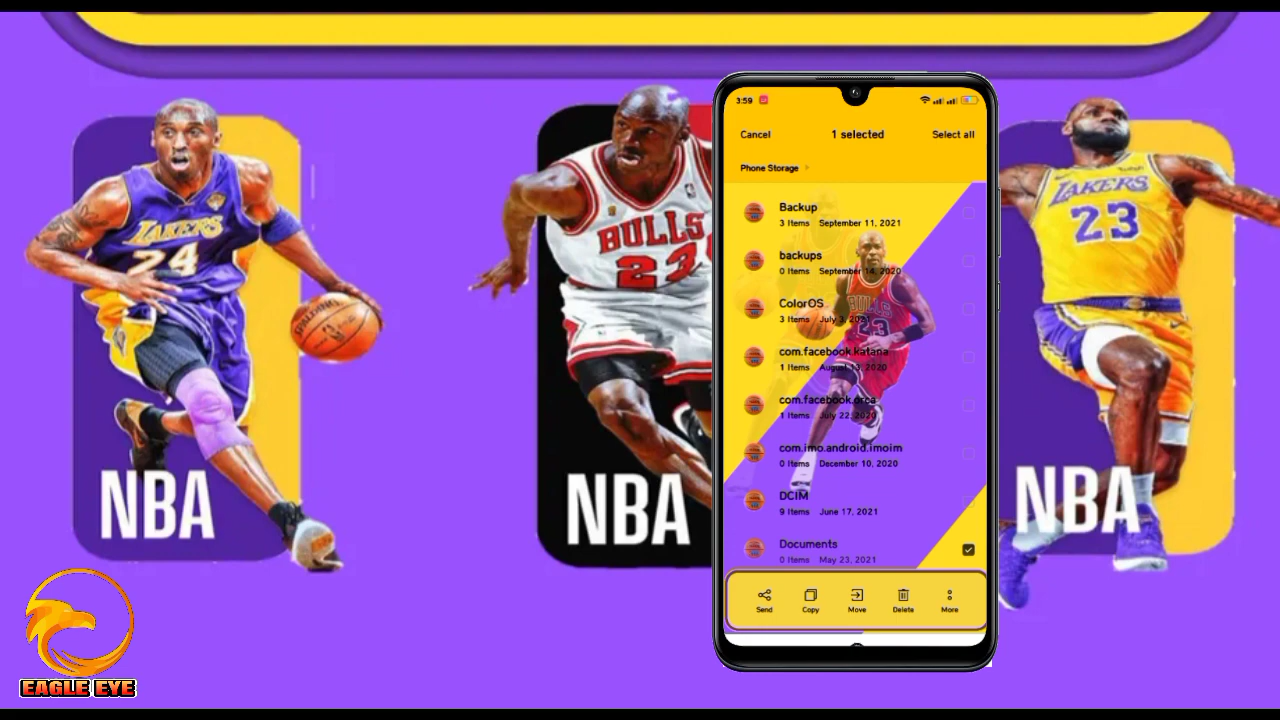 LAKERS
24
SPALDING
NBA
EAGLE EYE
BULLS
23
NBA
3:59
Cancel
1 selected
Select all
Phone Storage
Backup
3 Items September 11, 2021
backups
0 Items September 14, 2020
ColorOS
3 Items July 3, 2021
com.facebook.katana
1 Items August 13, 2020
com.facebook.orca
1 Items July 22, 2020
com.imo.android.imoim
0 Items December 10, 2020
DCIM
9 Items June 17, 2021
Documents
0 Items May 23, 2021
BULLS
23
Send
Copy
Move
Delete
More
LAKERS
23
NBA